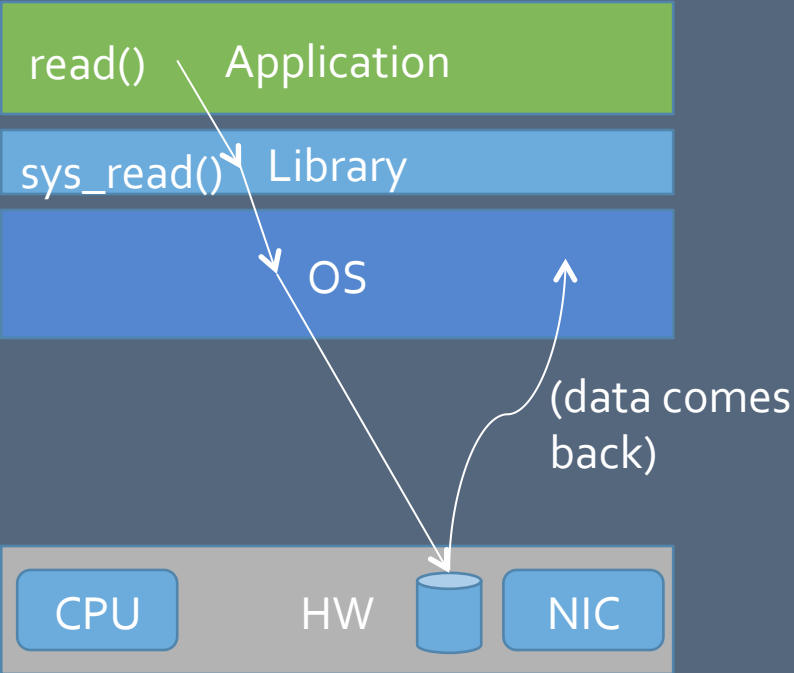 read() Application
sys_read() Library
OS
(data comes
back)
CPU HW NIC